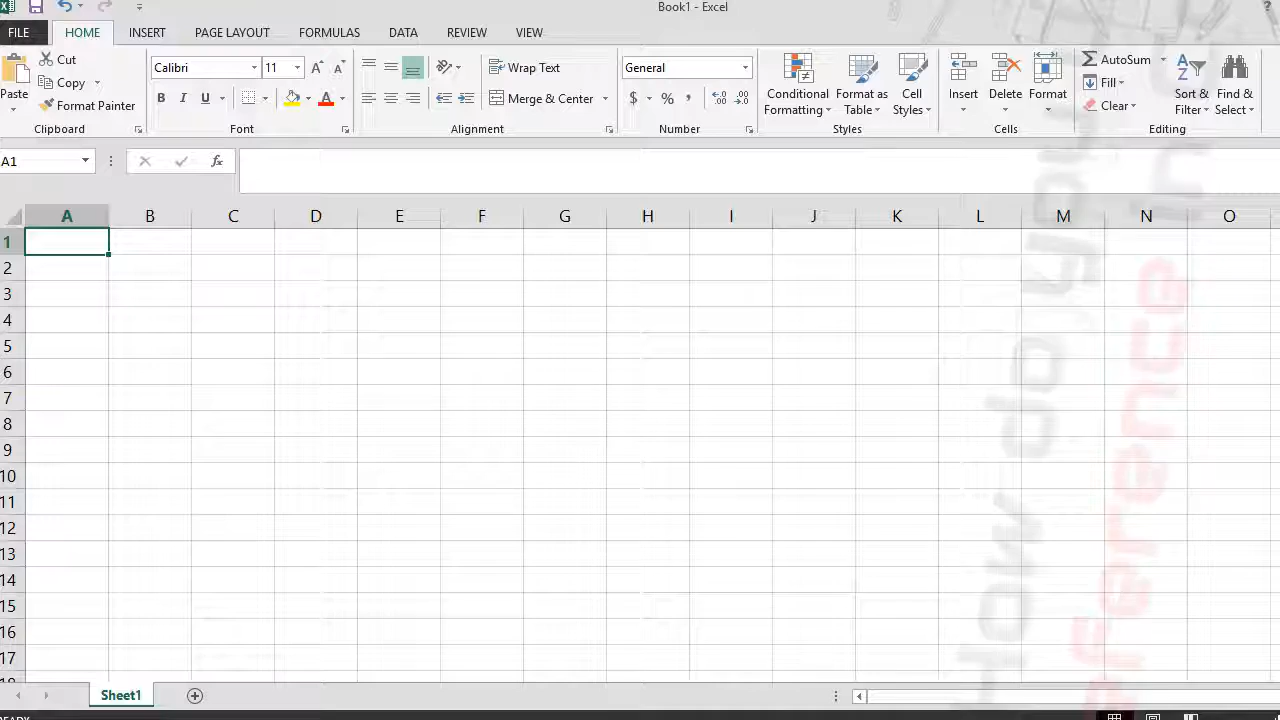 Book1 - Excel
FILE HOME INSERT PAGE LAYOUT FORMULAS DATA REVIEW VIEW
Cut
Copy
Format Painter
Paste
Clipboard
Calibri 11
B I U
Font
Wrap Text
Merge & Center
Alignment
General
$ % ,
Number
Conditional Formatting
Format as Table
Cell Styles
Styles
Insert Delete Format
Cells
AutoSum
Fill
Clear
Sort & Filter
Find & Select
Editing
A1 fx
A B C D E F G H I J K L M N O
1
2
3
4
5
6
7
8
9
10
11
12
13
14
15
16
17
Sheet1